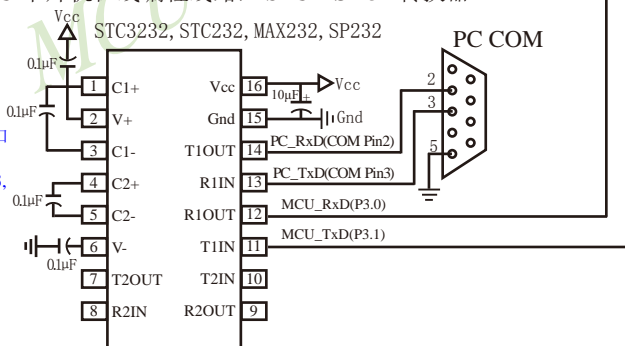 STC3232, STC232, MAX232, SP232
MCU
Vcc
0.1μF
0.1μF
0.1μF
0.1μF
1 C1+
2 V+
3 C1-
4 C2+
5 C2-
6 V-
7 T2OUT
8 R2IN
Vcc 16
Gnd 15
T1OUT 14
R1IN 13
R1OUT 12
T1IN 11
T2IN 10
R2OUT 9
Vcc
10μF +
Gnd
PC_RxD(COM Pin2)
PC_TxD(COM Pin3)
MCU_RxD(P3.0)
MCU_TxD(P3.1)
PC COM
2
3
5